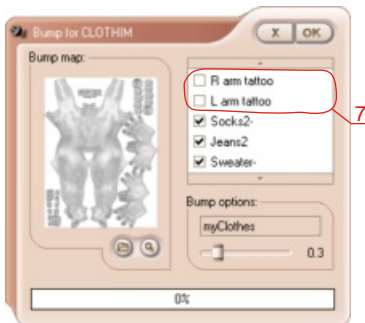 Bump for CLOTHIM
X OK
Bump map:
R arm tattoo
L arm tattoo
7
Socks2-
Jeans2
Sweater-
Bump options:
myClothes
0.3
0%